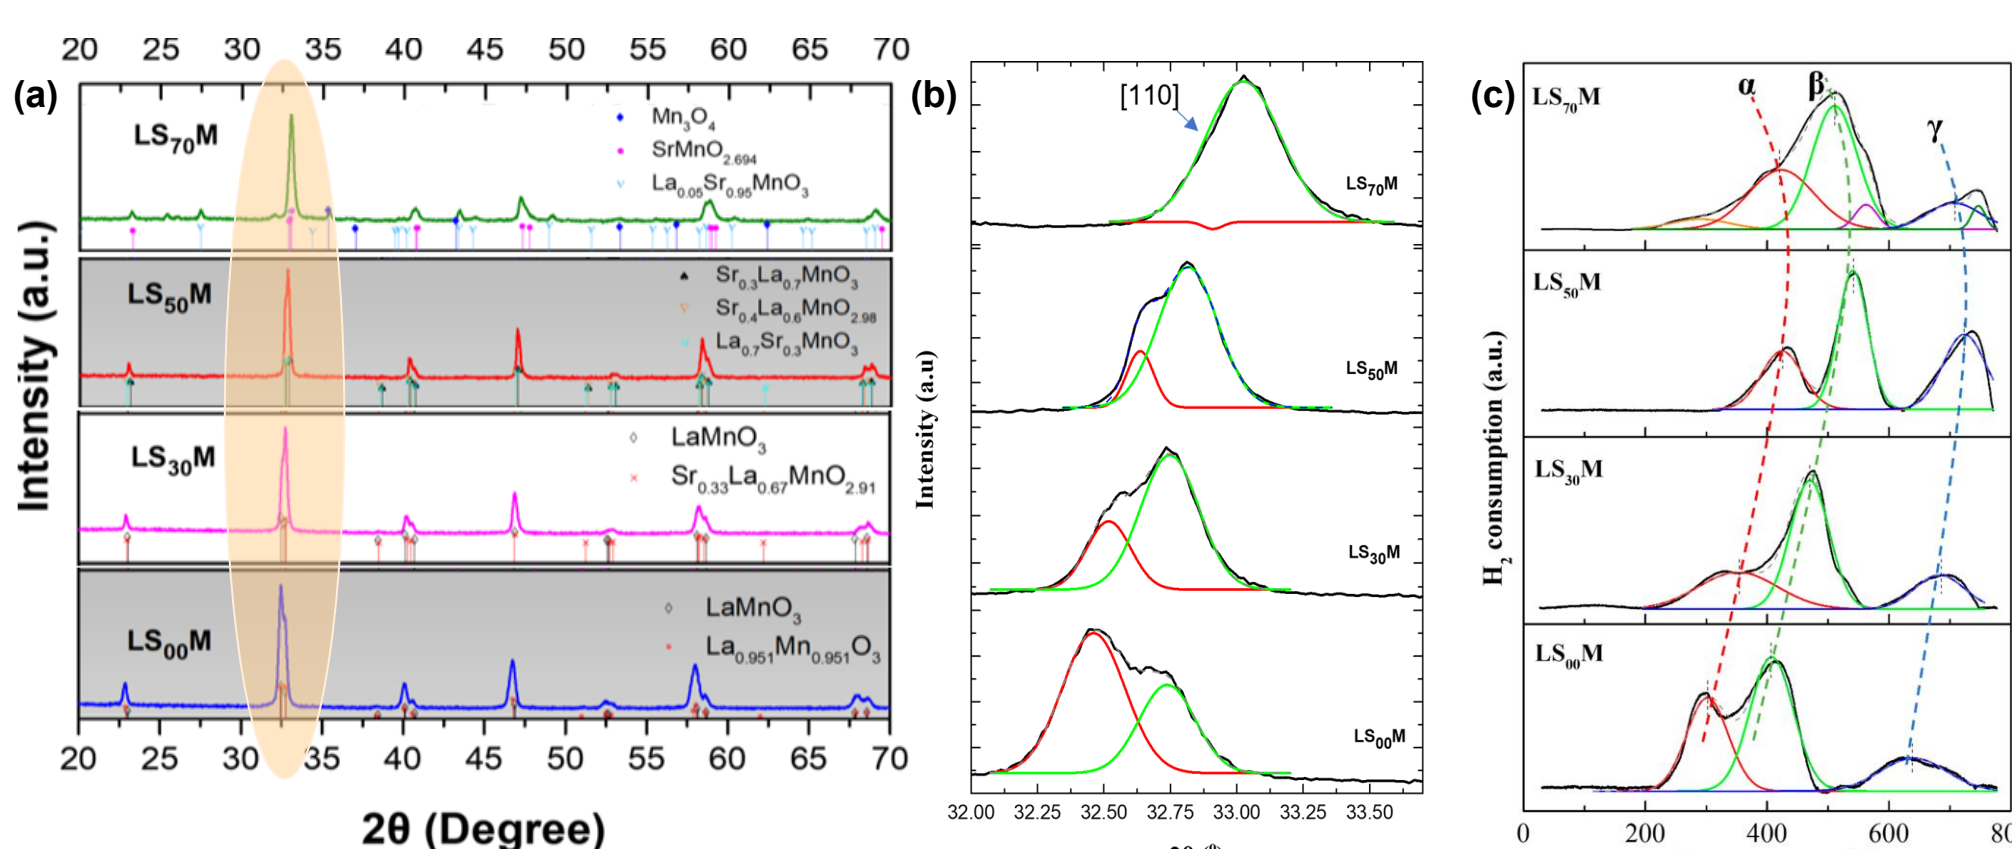 20 25 30 35 40 45 50 55 60 65 70
(a)
Intensity (a.u.)
LS70M
Mn3O4
SrMnO2.694
La0.05Sr0.95MnO3
LS50M
Sr0.3La0.7MnO3
Sr0.4La0.6MnO2.98
La0.7Sr0.3MnO3
LS30M
LaMnO3
Sr0.33La0.67MnO2.91
LS00M
LaMnO3
La0.951Mn0.951O3
20 25 30 35 40 45 50 55 60 65 70
2θ (Degree)
(b)
Intensity (a.u)
[110]
LS70M
LS50M
LS30M
LS00M
32.00 32.25 32.50 32.75 33.00 33.25 33.50
(c)
H2 consumption (a.u.)
α
β
γ
LS70M
LS50M
LS30M
LS00M
0 200 400 600